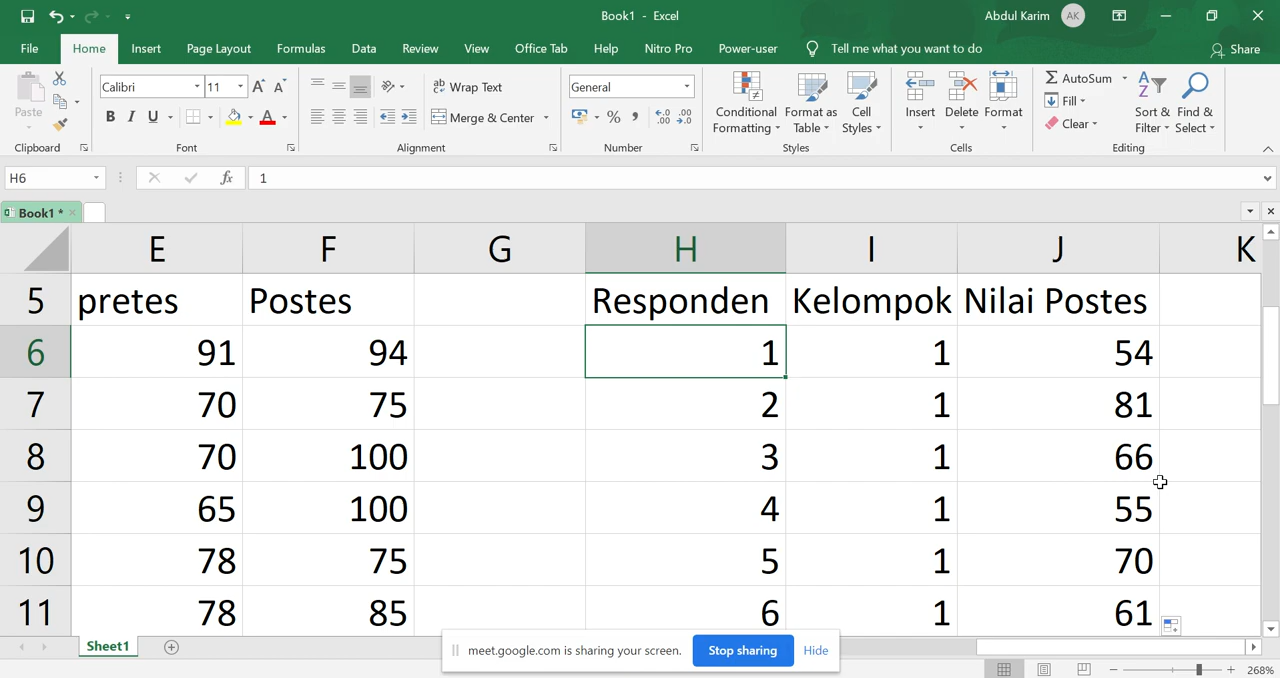 Book1 - Excel
Abdul Karim AK
File Home Insert Page Layout Formulas Data Review View Office Tab Help Nitro Pro Power-user Tell me what you want to do Share
Paste
Clipboard
Calibri 11
B I U
Font
Wrap Text
Merge & Center
Alignment
General
% ,
Number
Conditional Formatting
Format as Table
Cell Styles
Styles
Insert Delete Format
Cells
AutoSum
Fill
Clear
Sort & Filter
Find & Select
Editing
H6 fx 1
Book1 *
E F G H I J K
5 pretes Postes Responden Kelompok Nilai Postes
6 91 94 1 1 54
7 70 75 2 1 81
8 70 100 3 1 66
9 65 100 4 1 55
10 78 75 5 1 70
11 78 85 6 1 61
Sheet1
meet.google.com is sharing your screen. Stop sharing Hide
268%